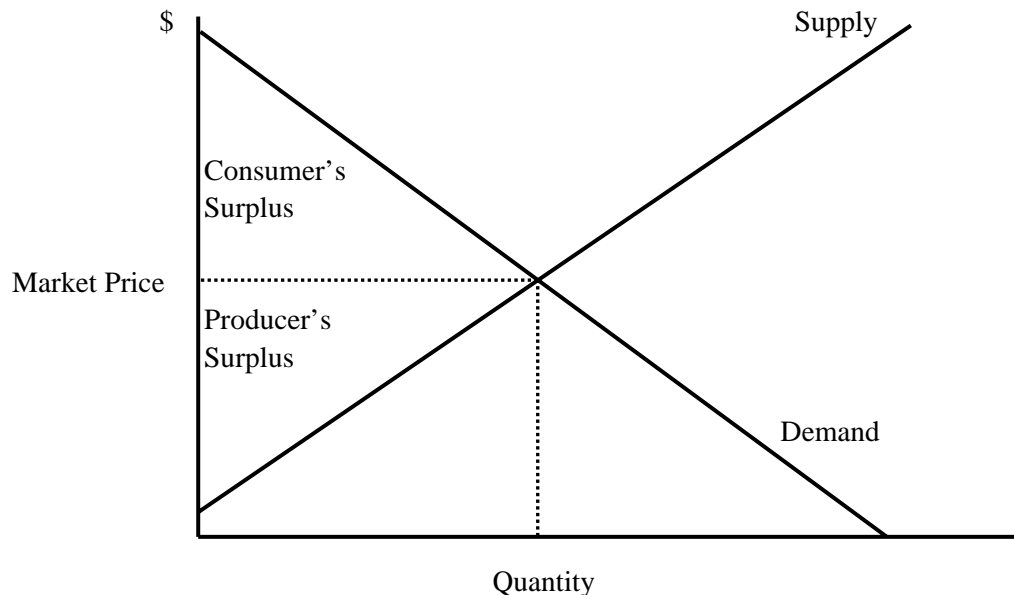 $
Supply
Consumer’s
Surplus
Market Price
Producer’s
Surplus
Demand
Quantity